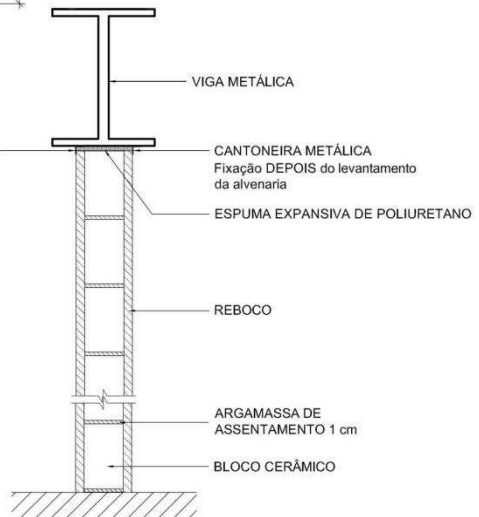 VIGA METÁLICA
CANTONEIRA METÁLICA
Fixação DEPOIS do levantamento
da alvenaria
ESPUMA EXPANSIVA DE POLIURETANO
REBOCO
ARGAMASSA DE
ASSENTAMENTO 1 cm
BLOCO CERÂMICO